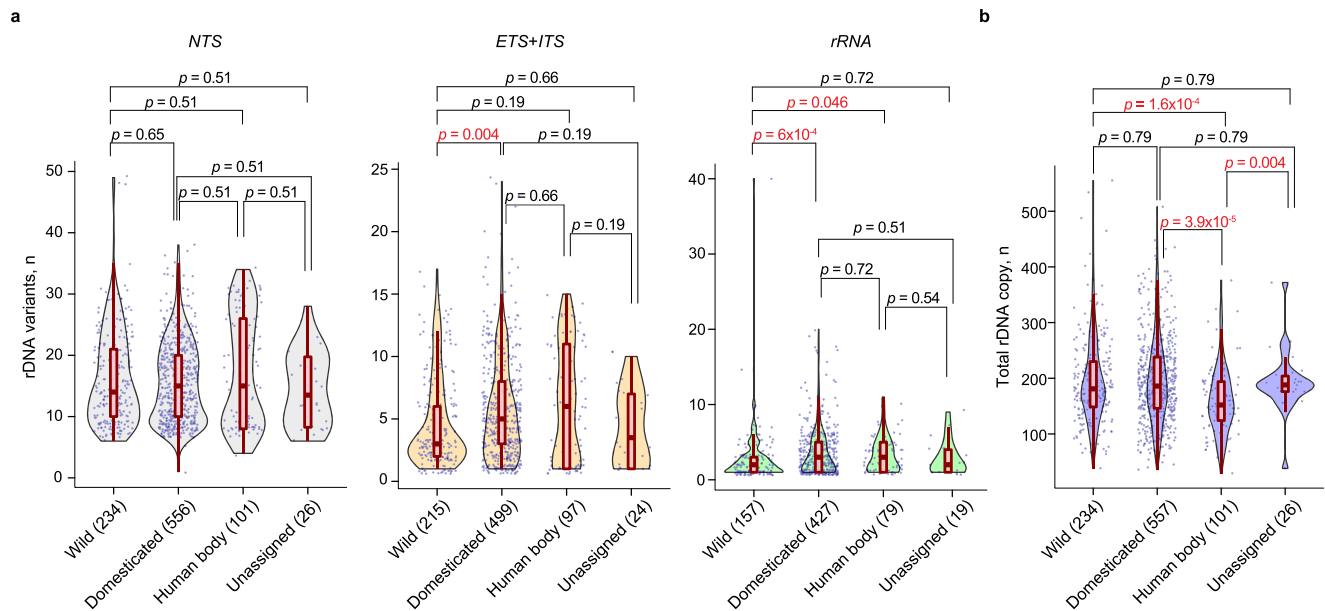 a
b
NTS
ETS+ITS
rRNA
p = 0.51
p = 0.51
p = 0.65
p = 0.51
p = 0.51
p = 0.51
rDNA variants, n
50
40
30
20
10
0
Wild (234)
Domesticated (556)
Human body (101)
Unassigned (26)
p = 0.66
p = 0.19
p = 0.004
p = 0.19
p = 0.66
p = 0.19
25
20
15
10
5
0
Wild (215)
Domesticated (499)
Human body (97)
Unassigned (24)
p = 0.72
p = 0.046
p = 6x10⁻⁴
p = 0.51
p = 0.72
p = 0.54
40
30
20
10
0
Wild (157)
Domesticated (427)
Human body (79)
Unassigned (19)
p = 0.79
p = 1.6x10⁻⁴
p = 0.79
p = 0.79
p = 0.004
p = 3.9x10⁻⁵
Total rDNA copy, n
500
400
300
200
100
Wild (234)
Domesticated (557)
Human body (101)
Unassigned (26)